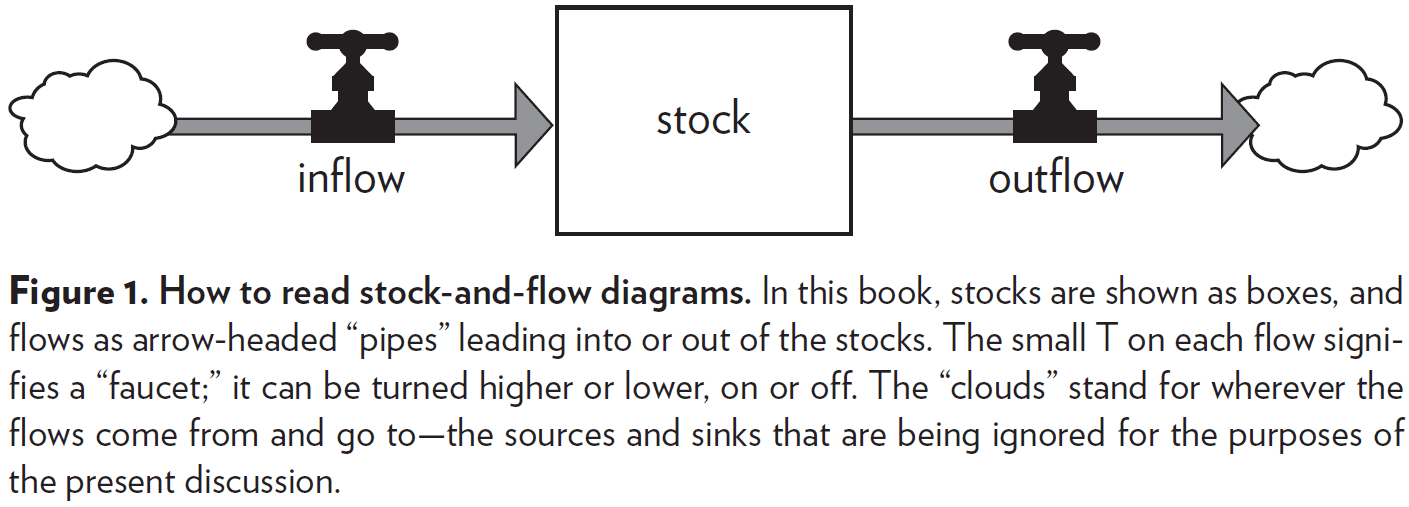 stock
inflow
outflow
Figure 1. How to read stock-and-flow diagrams. In this book, stocks are shown as boxes, and
flows as arrow-headed “pipes” leading into or out of the stocks. The small T on each flow signi-
fies a “faucet;” it can be turned higher or lower, on or off. The “clouds” stand for wherever the
flows come from and go to—the sources and sinks that are being ignored for the purposes of
the present discussion.